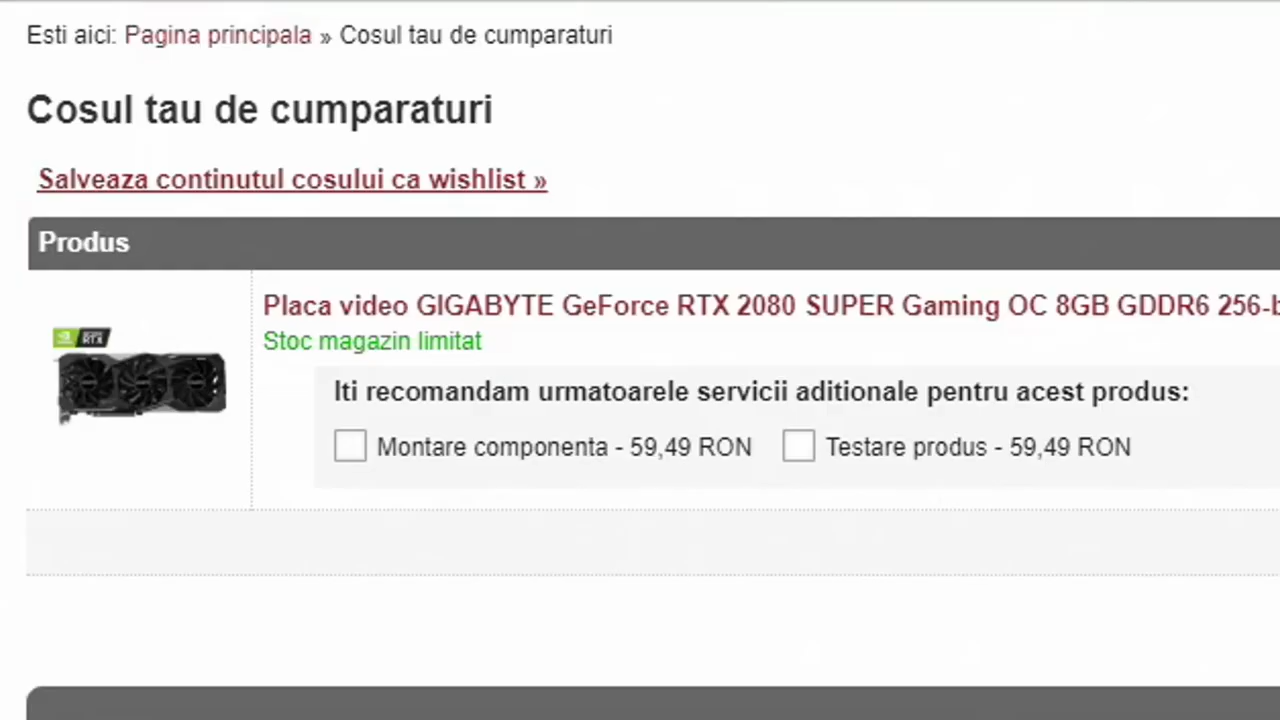 Esti aici: Pagina principala » Cosul tau de cumparaturi
Cosul tau de cumparaturi
Salveaza continutul cosului ca wishlist »
Produs
Placa video GIGABYTE GeForce RTX 2080 SUPER Gaming OC 8GB GDDR6
RTX
Stoc magazin limitat
Iti recomandam urmatoarele servicii aditionale pentru acest produs:
Montare componenta - 59,49 RON Testare produs - 59,49 RON